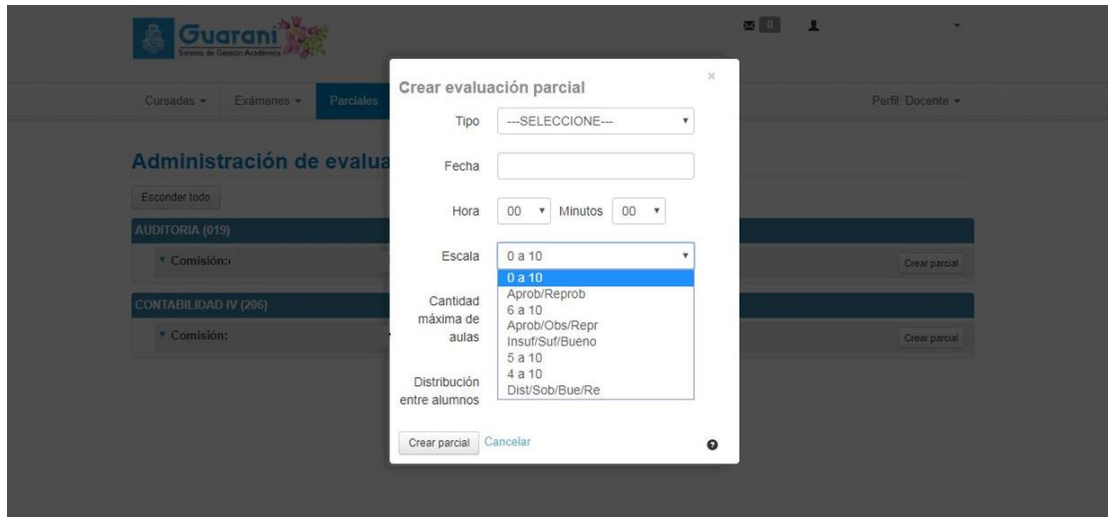 Guaraní
Sistema de Gestión Académica
0
Cursadas
Exámenes
Parciales
Perfil: Docente
Administración de evalua
Esconder todo
AUDITORIA (019)
Comisión:
Crear parcial
CONTABILIDAD IV (206)
Comisión:
Crear parcial
Crear evaluación parcial
×
Tipo
---SELECCIONE---
Fecha
Hora 00 Minutos 00
Escala
0 a 10
0 a 10
Aprob/Reprob
6 a 10
Aprob/Obs/Repr
Insuf/Suf/Bueno
5 a 10
4 a 10
Dist/Sob/Bue/Re
Cantidad
máxima de
aulas
Distribución
entre alumnos
Crear parcial Cancelar
?